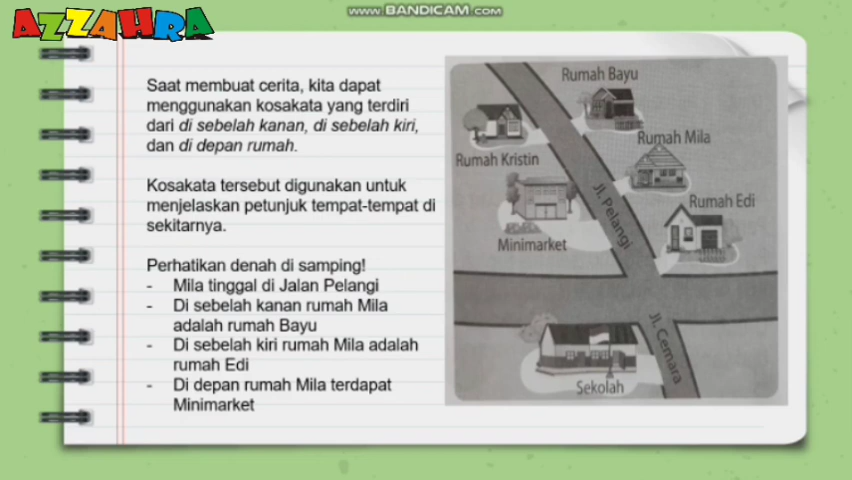 www.BANDICAM.com
AZZAHRA
Saat membuat cerita, kita dapat
menggunakan kosakata yang terdiri
dari di sebelah kanan, di sebelah kiri,
dan di depan rumah.
Kosakata tersebut digunakan untuk
menjelaskan petunjuk tempat-tempat di
sekitarnya.
Perhatikan denah di samping!
- Mila tinggal di Jalan Pelangi
- Di sebelah kanan rumah Mila
adalah rumah Bayu
- Di sebelah kiri rumah Mila adalah
rumah Edi
- Di depan rumah Mila terdapat
Minimarket
Rumah Bayu
Rumah Kristin
Rumah Mila
Rumah Edi
Minimarket
Jl. Pelangi
Jl. Cemara
Sekolah